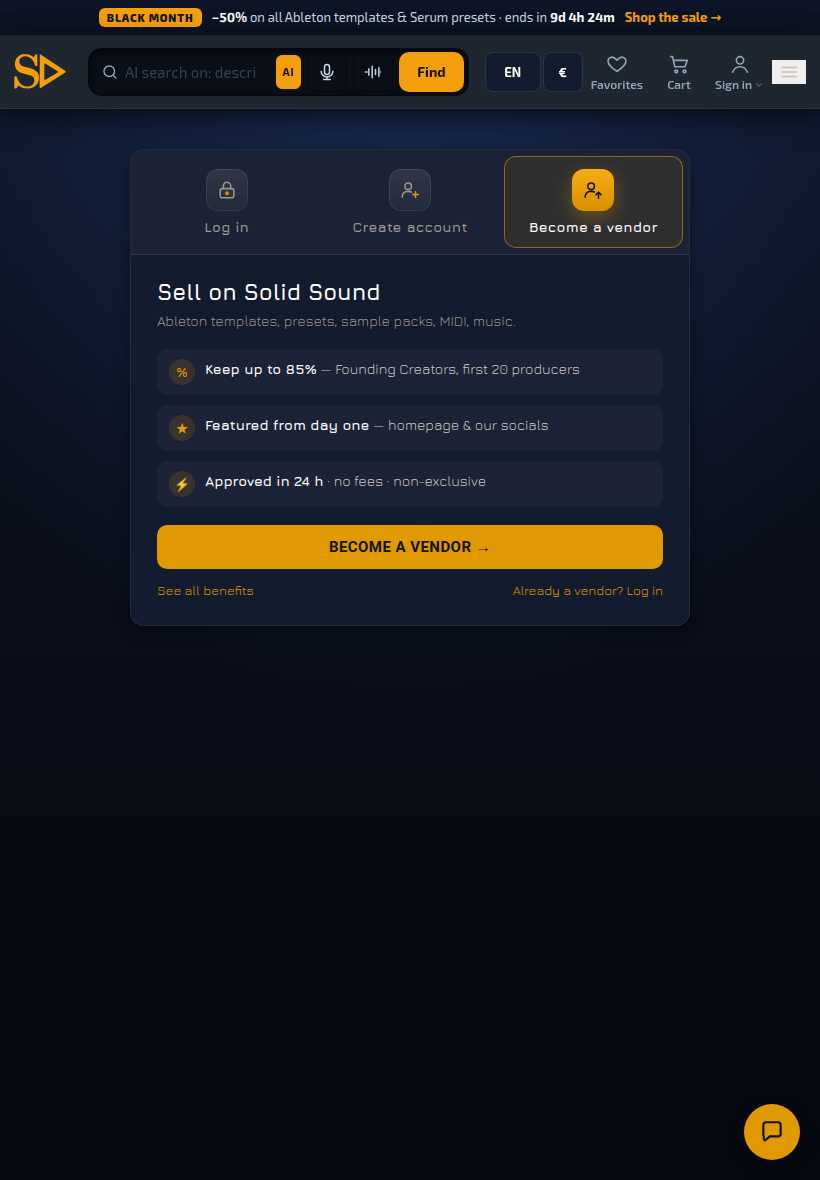 BLACK MONTH −50% on all Ableton templates & Serum presets · ends in 9d 4h 24m Shop the sale →
S AI search on: descri AI Find EN € Favorites Cart Sign in
Log in Create account Become a vendor
Sell on Solid Sound
Ableton templates, presets, sample packs, MIDI, music.
% Keep up to 85% — Founding Creators, first 20 producers
★ Featured from day one — homepage & our socials
⚡ Approved in 24 h · no fees · non-exclusive
BECOME A VENDOR →
See all benefits Already a vendor? Log in